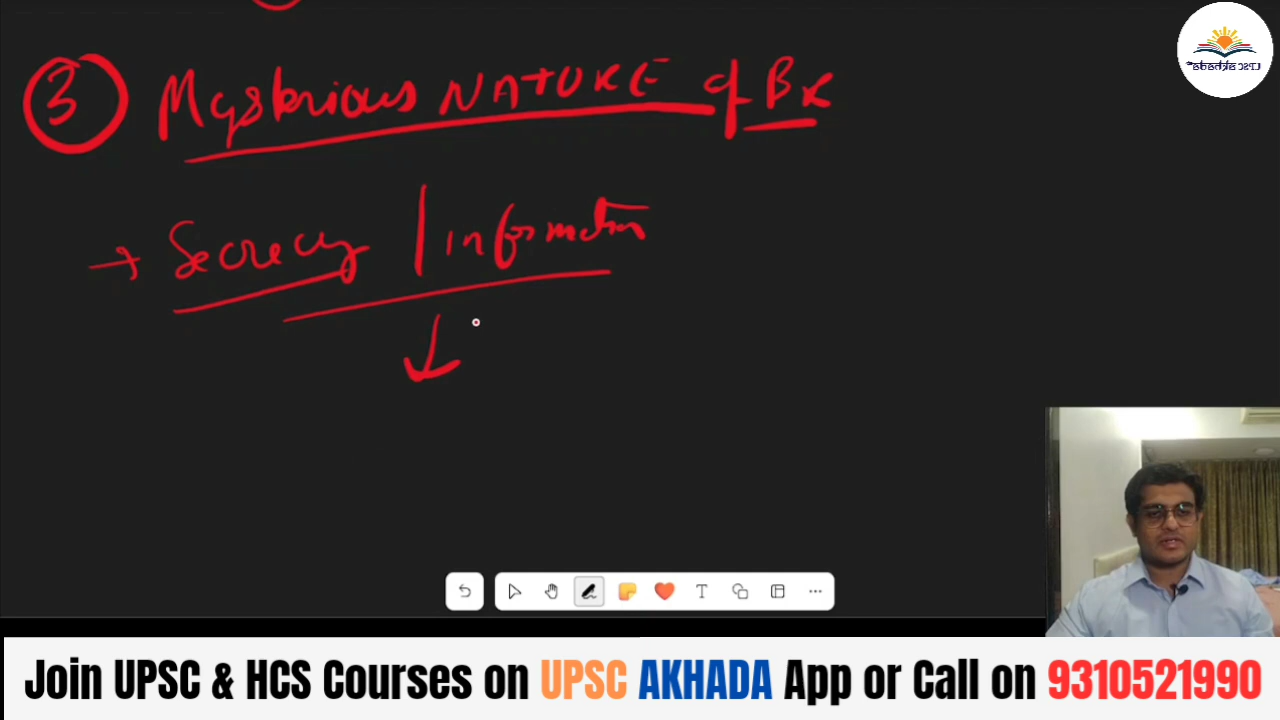 3 Mysterious NATURE of Bx
→ Secrecy / Information
Join UPSC & HCS Courses on UPSC AKHADA App or Call on 9310521990